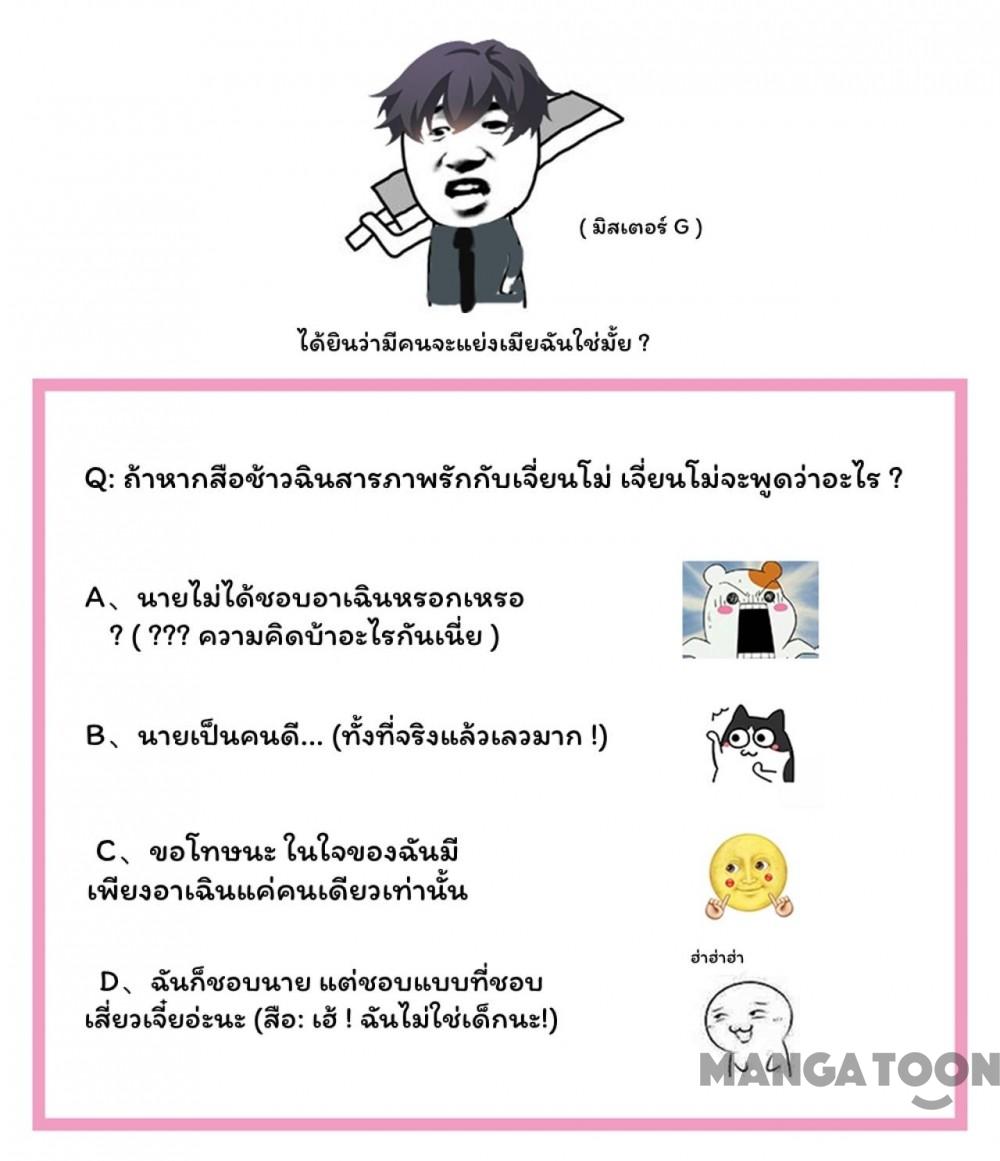 ( มิสเตอร์ G )
ได้ยินว่ามีคนจะแย่งเมียฉันใช่มั้ย ?
Q: ถ้าหากสือช้าวฉินสารภาพรักกับเจี่ยนโม่ เจี่ยนโม่จะพูดว่าอะไร ?
A、นายไม่ได้ชอบอาเฉินหรอกเหรอ
? ( ??? ความคิดบ้าอะไรกันเนี่ย )
B、นายเป็นคนดี... (ทั้งที่จริงแล้วเลวมาก !)
C、ขอโทษนะ ในใจของฉันมี
เพียงอาเฉินแค่คนเดียวเท่านั้น
D、ฉันก็ชอบนาย แต่ชอบแบบที่ชอบ
เสี่ยวเจี๋ยอ่ะนะ (สือ: เฮ้ ! ฉันไม่ใช่เด็กนะ!)
ฮ่าฮ่าฮ่า
MANGATOON